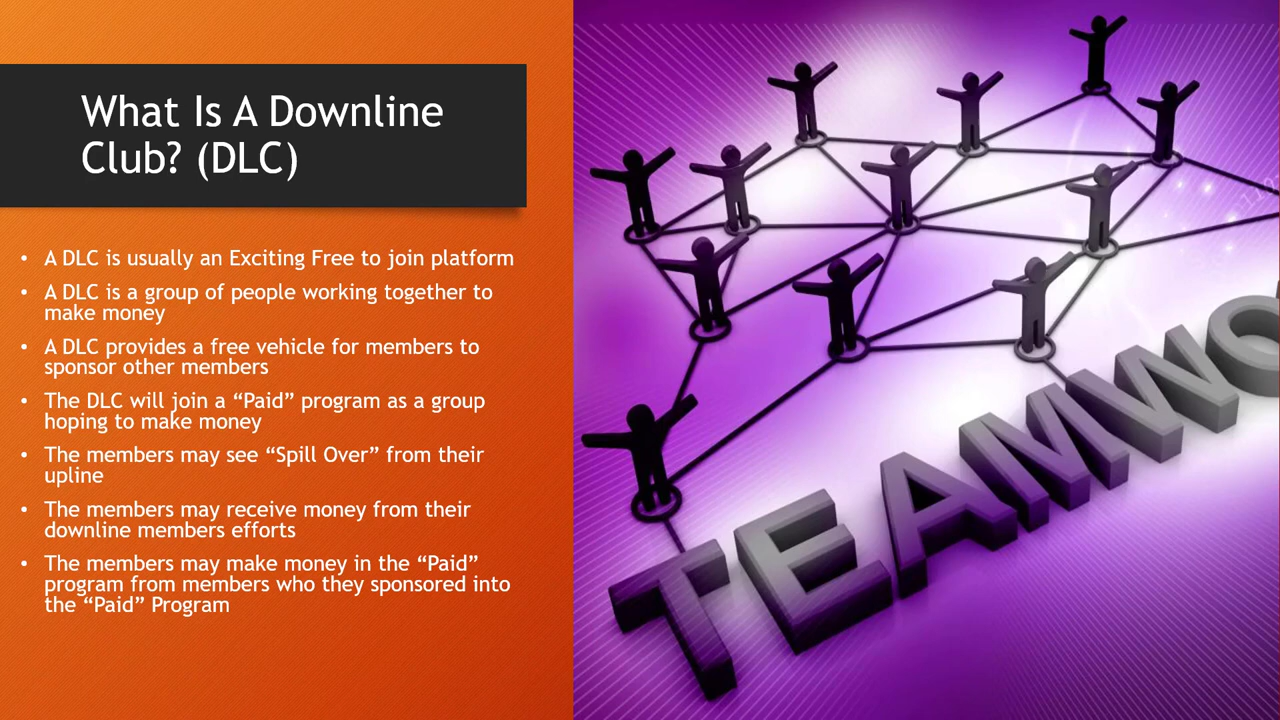 What Is A Downline
Club? (DLC)
• A DLC is usually an Exciting Free to join platform
• A DLC is a group of people working together to
make money
• A DLC provides a free vehicle for members to
sponsor other members
• The DLC will join a “Paid” program as a group
hoping to make money
• The members may see “Spill Over” from their
upline
• The members may receive money from their
downline members efforts
• The members may make money in the “Paid”
program from members who they sponsored into
the “Paid” Program
TEAMWO